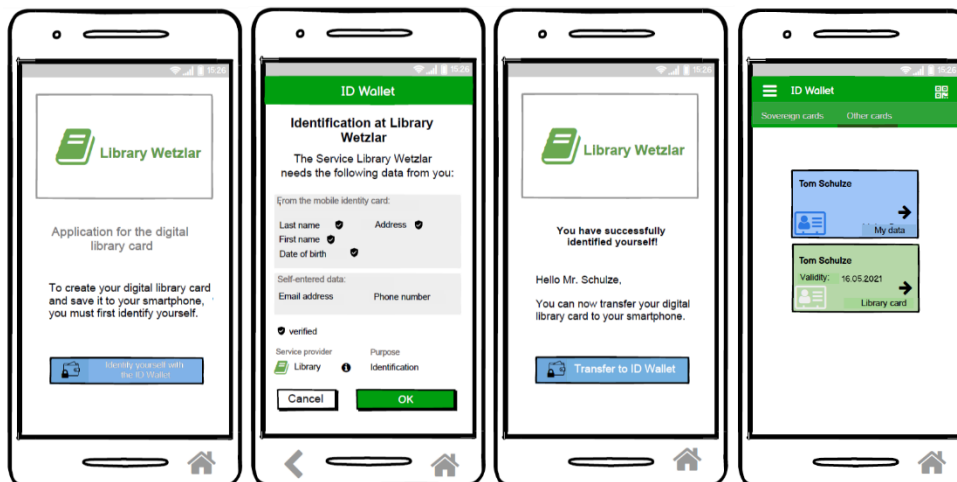 15:26
Library Wetzlar
Application for the digital
library card
To create your digital library card
and save it to your smartphone,
you must first identify yourself.
Identity yourself with
the ID Wallet
15:26
ID Wallet
Identification at Library
Wetzlar
The Service Library Wetzlar
needs the following data from you:
From the mobile identity card:
Last name
Address
First name
Date of birth
Self-entered data:
Email address
Phone number
verified
Service provider
Purpose
Library
Identification
Cancel
OK
15:26
Library Wetzlar
You have successfully
identified yourself!
Hello Mr. Schulze,
You can now transfer your digital
library card to your smartphone.
Transfer to ID Wallet
15:26
ID Wallet
Sovereign cards
Other cards
Tom Schulze
My data
Tom Schulze
Validity: 16.05.2021
Library card